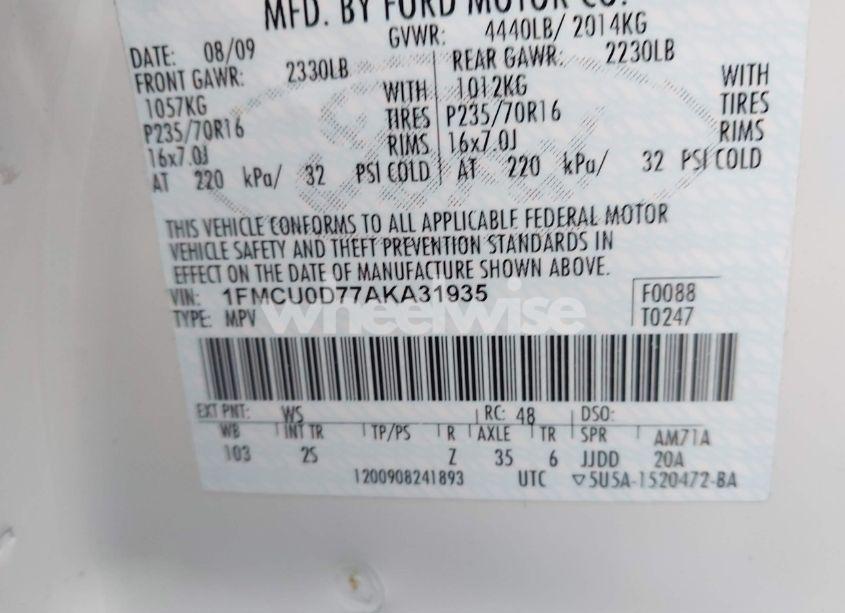 MFD. BY FORD MOTOR CO.
DATE: 08/09 GVWR: 4440LB/ 2014KG
FRONT GAWR: 2330LB REAR GAWR: 2230LB
1057KG WITH 1012KG WITH
P235/70R16 TIRES P235/70R16 TIRES
16x7.0J RIMS 16x7.0J RIMS
AT 220 kPa/ 32 PSI COLD AT 220 kPa/ 32 PSI COLD
THIS VEHICLE CONFORMS TO ALL APPLICABLE FEDERAL MOTOR
VEHICLE SAFETY AND THEFT PREVENTION STANDARDS IN
EFFECT ON THE DATE OF MANUFACTURE SHOWN ABOVE.
VIN: 1FMCU0D77AKA31935 F0088
TYPE: MPV T0247
wheelwise
EXT PNT: WS RC: 48 DSO:
WB INT TR TP/PS R AXLE TR SPR AM71A
103 2S Z 35 6 JJDD 20A
1200908241893 UTC ▽5U5A-1520472-BA